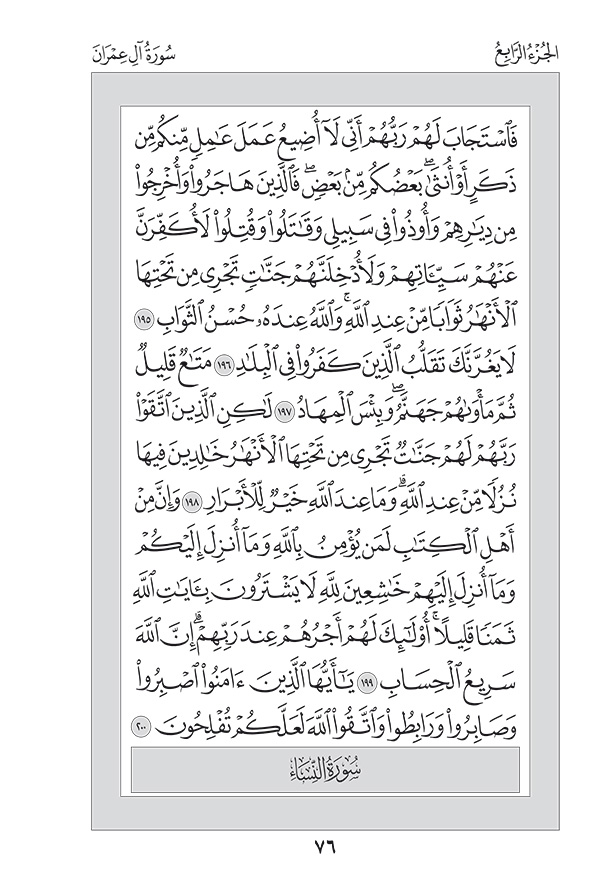 الجُزْءُ الرَّابِعُ
سُورَةُ آلِ عِمْرَانَ
فَٱسْتَجَابَ لَهُمْ رَبُّهُمْ أَنِّي لَآ أُضِيعُ عَمَلَ عَٰمِلٍ مِّنكُم مِّن
ذَكَرٍ أَوْ أُنثَىٰۖ بَعْضُكُم مِّنۢ بَعْضٖۖ فَٱلَّذِينَ هَاجَرُوا۟ وَأُخْرِجُوا۟
مِن دِيَٰرِهِمْ وَأُوذُوا۟ فِي سَبِيلِي وَقَٰتَلُوا۟ وَقُتِلُوا۟ لَأُكَفِّرَنَّ
عَنْهُمْ سَيِّـَٔاتِهِمْ وَلَأُدْخِلَنَّهُمْ جَنَّٰتٍ تَجْرِي مِن تَحْتِهَا
ٱلْأَنْهَٰرُ ثَوَابًا مِّنْ عِندِ ٱللَّهِۚ وَٱللَّهُ عِندَهُۥ حُسْنُ ٱلثَّوَابِ ١٩٥
لَا يَغُرَّنَّكَ تَقَلُّبُ ٱلَّذِينَ كَفَرُوا۟ فِي ٱلْبِلَٰدِ ١٩٦ مَتَٰعٌ قَلِيلٌ
ثُمَّ مَأْوَىٰهُمْ جَهَنَّمُۖ وَبِئْسَ ٱلْمِهَادُ ١٩٧ لَٰكِنِ ٱلَّذِينَ ٱتَّقَوْا۟
رَبَّهُمْ لَهُمْ جَنَّٰتٌ تَجْرِي مِن تَحْتِهَا ٱلْأَنْهَٰرُ خَٰلِدِينَ فِيهَا
نُزُلًا مِّنْ عِندِ ٱللَّهِۗ وَمَا عِندَ ٱللَّهِ خَيْرٌ لِّلْأَبْرَارِ ١٩٨ وَإِنَّ مِنْ
أَهْلِ ٱلْكِتَٰبِ لَمَن يُؤْمِنُ بِٱللَّهِ وَمَآ أُنزِلَ إِلَيْكُمْ
وَمَآ أُنزِلَ إِلَيْهِمْ خَٰشِعِينَ لِلَّهِ لَا يَشْتَرُونَ بِـَٔايَٰتِ ٱللَّهِ
ثَمَنًا قَلِيلًاۚ أُو۟لَٰٓئِكَ لَهُمْ أَجْرُهُمْ عِندَ رَبِّهِمْۗ إِنَّ ٱللَّهَ
سَرِيعُ ٱلْحِسَابِ ١٩٩ يَٰٓأَيُّهَا ٱلَّذِينَ ءَامَنُوا۟ ٱصْبِرُوا۟
وَصَابِرُوا۟ وَرَابِطُوا۟ وَٱتَّقُوا۟ ٱللَّهَ لَعَلَّكُمْ تُفْلِحُونَ ٢٠٠
سُورَةُ النِّسَاءِ
٧٦